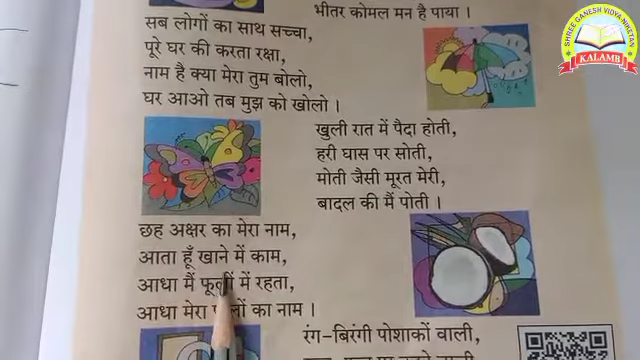 भीतर कोमल मन है पाया ।
सब लोगों का साथ सच्चा,
पूरे घर की करता रक्षा,
नाम है क्या मेरा तुम बोलो,
घर आओ तब मुझ को खोलो ।
खुली रात में पैदा होती,
हरी घास पर सोती,
मोती जैसी मूरत मेरी,
बादल की मैं पोती ।
छह अक्षर का मेरा नाम,
आता हूँ खाने में काम,
आधा मैं फूलों में रहता,
आधा मेरा का नाम ।
रंग-बिरंगी पोशाकों वाली,
SHREE GANESH VIDYA NIKETAN
KALAMB